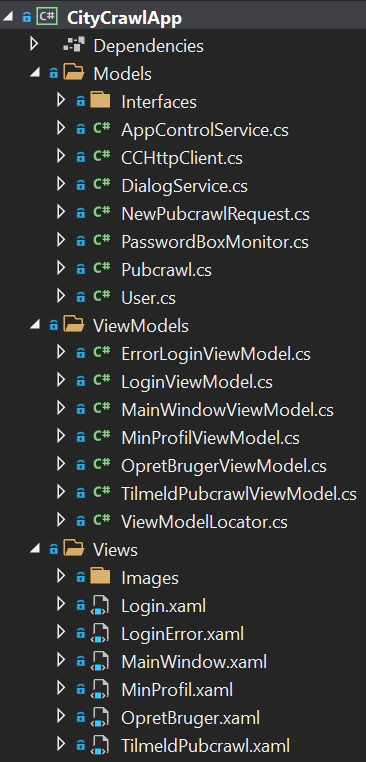 C# CityCrawlApp
Dependencies
Models
Interfaces
C# AppControlService.cs
C# CCHttpClient.cs
C# DialogService.cs
C# NewPubcrawlRequest.cs
C# PasswordBoxMonitor.cs
C# Pubcrawl.cs
C# User.cs
ViewModels
C# ErrorLoginViewModel.cs
C# LoginViewModel.cs
C# MainWindowViewModel.cs
C# MinProfilViewModel.cs
C# OpretBrugerViewModel.cs
C# TilmeldPubcrawlViewModel.cs
C# ViewModelLocator.cs
Views
Images
Login.xaml
LoginError.xaml
MainWindow.xaml
MinProfil.xaml
OpretBruger.xaml
TilmeldPubcrawl.xaml